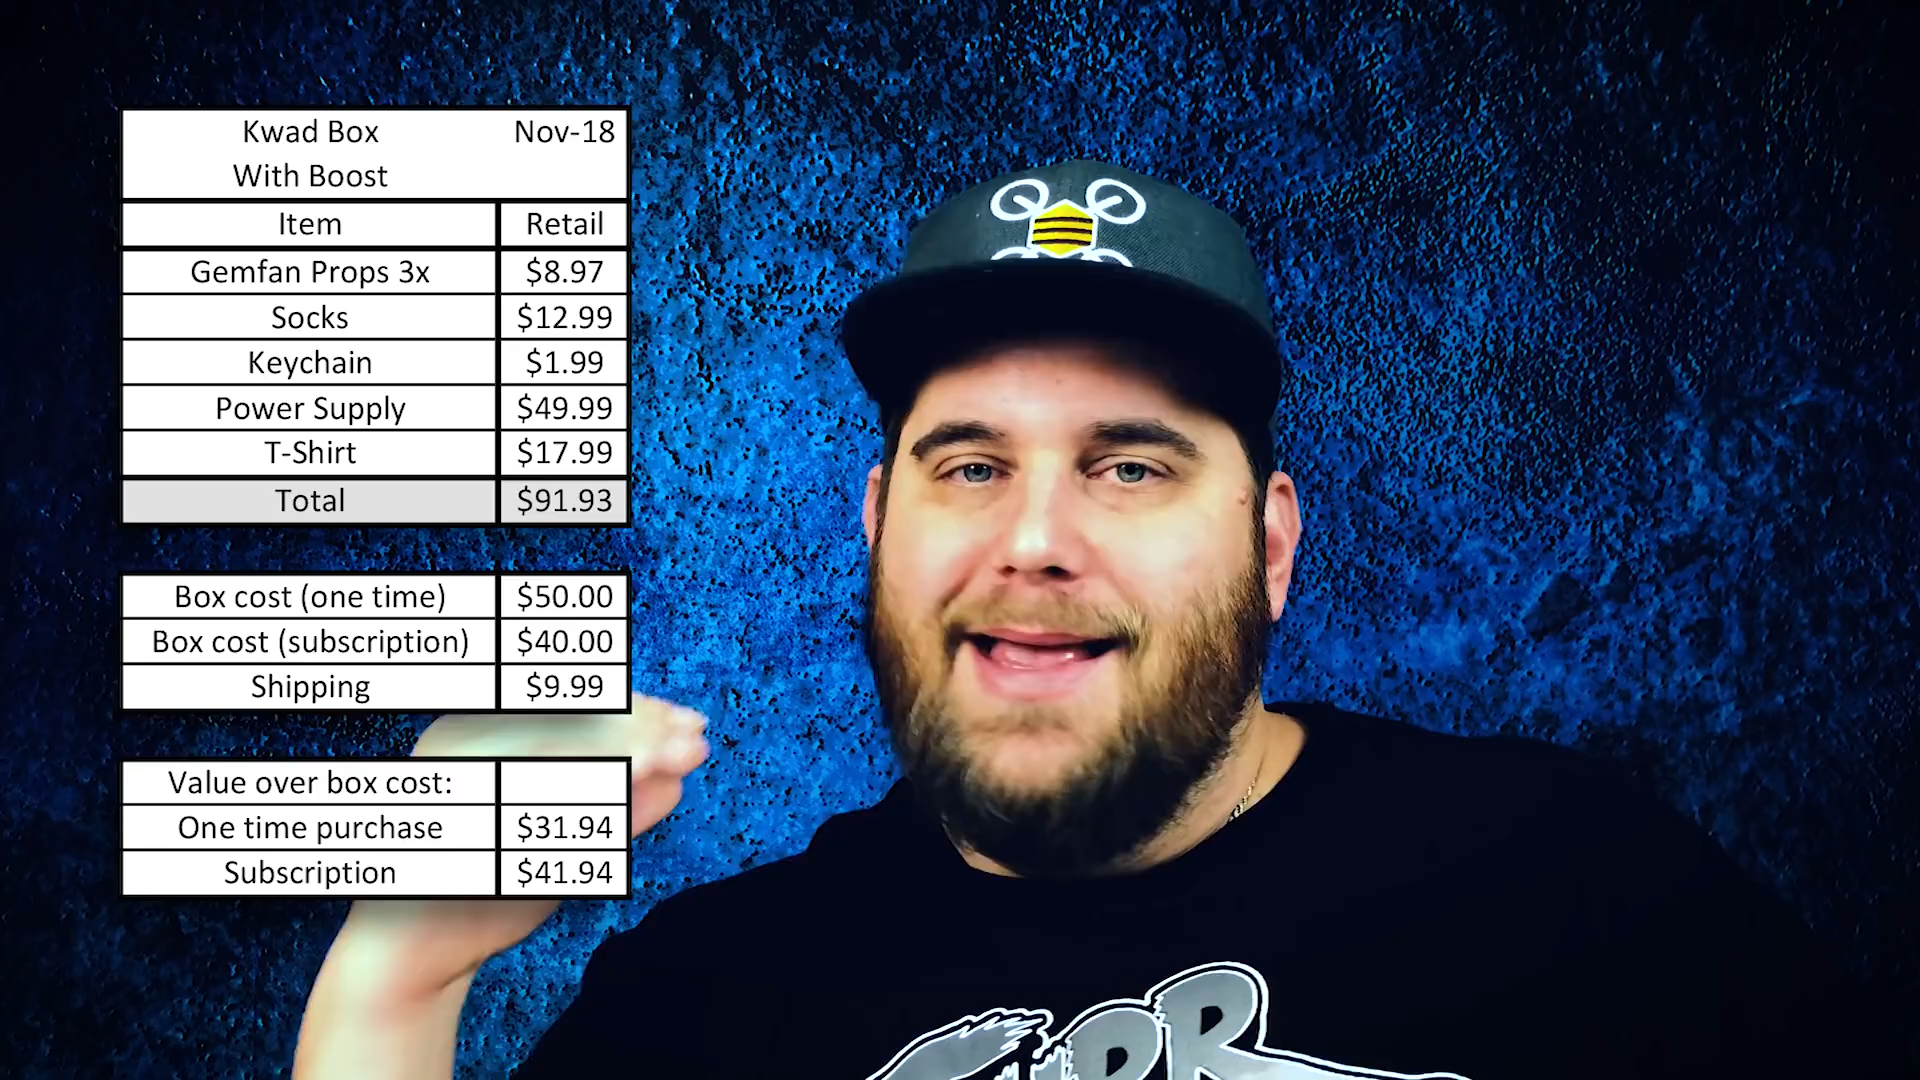 Kwad Box Nov-18
With Boost
Item Retail
Gemfan Props 3x $8.97
Socks $12.99
Keychain $1.99
Power Supply $49.99
T-Shirt $17.99
Total $91.93
Box cost (one time) $50.00
Box cost (subscription) $40.00
Shipping $9.99
Value over box cost:
One time purchase $31.94
Subscription $41.94